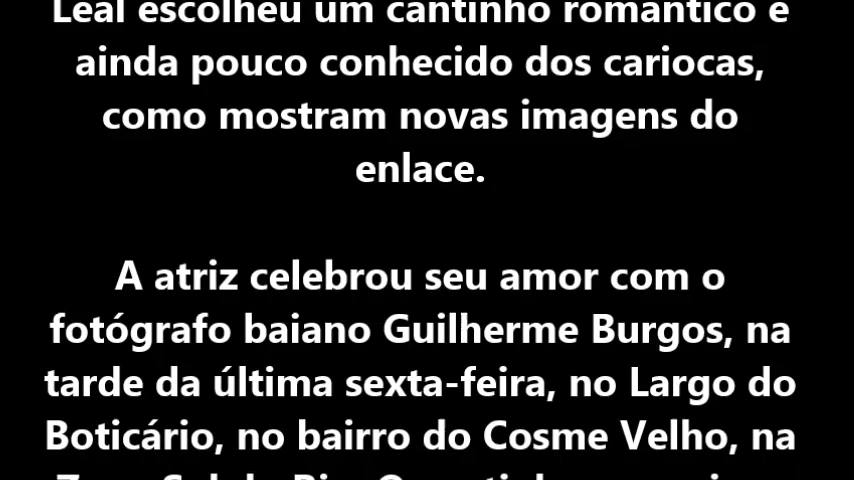 Leal escolheu um cantinho romântico e
ainda pouco conhecido dos cariocas,
como mostram novas imagens do
enlace.
A atriz celebrou seu amor com o
fotógrafo baiano Guilherme Burgos, na
tarde da última sexta-feira, no Largo do
Boticário, no bairro do Cosme Velho, na